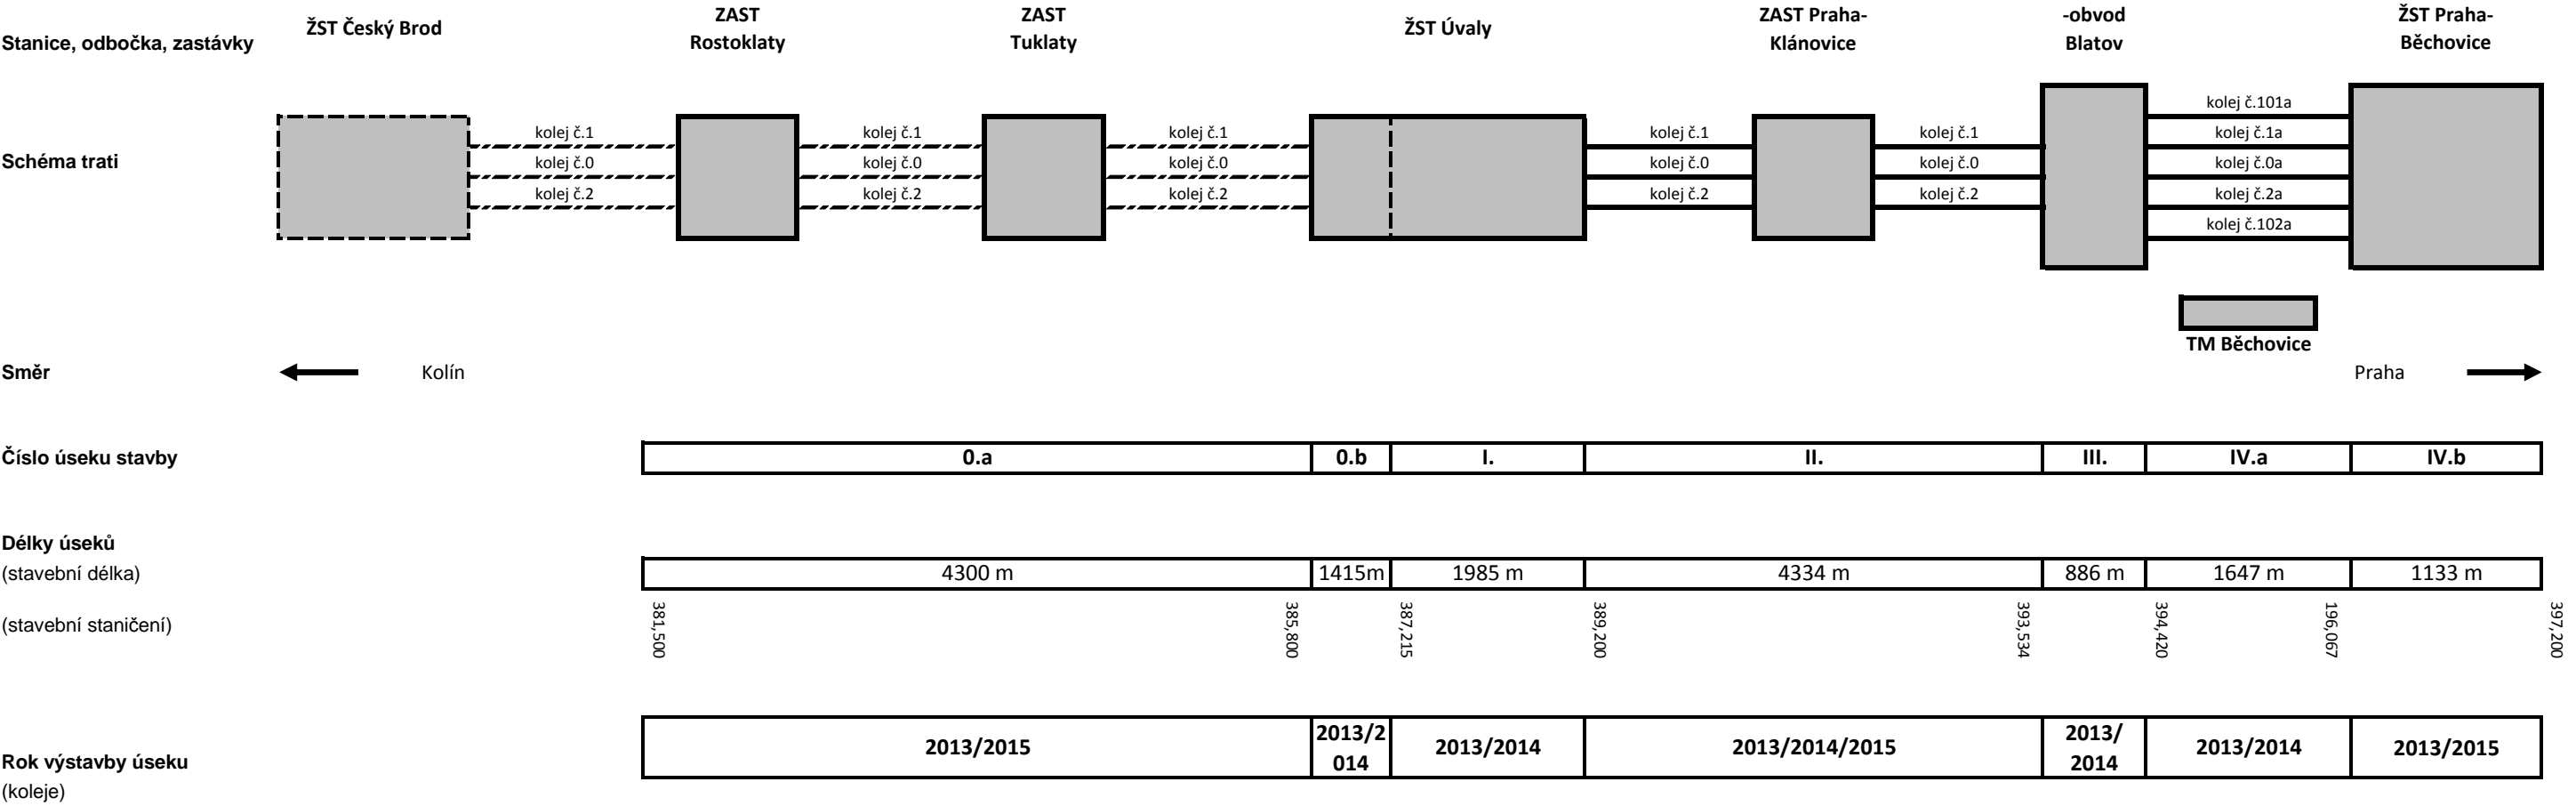 Stanice, odbočka, zastávky
ŽST Český Brod
ZAST
Rostoklaty
ZAST
Tuklaty
ŽST Úvaly
ZAST Praha-
Klánovice
-obvod
Blatov
ŽST Praha-
Běchovice
Schéma trati
kolej č.1
kolej č.0
kolej č.2
kolej č.1
kolej č.0
kolej č.2
kolej č.1
kolej č.0
kolej č.2
kolej č.1
kolej č.0
kolej č.2
kolej č.1
kolej č.0
kolej č.2
kolej č.101a
kolej č.1a
kolej č.0a
kolej č.2a
kolej č.102a
TM Běchovice
Směr
Kolín
Praha
Číslo úseku stavby
0.a
0.b
I.
II.
III.
IV.a
IV.b
Délky úseků
(stavební délka)
4300 m
1415m
1985 m
4334 m
886 m
1647 m
1133 m
(stavební staničení)
381,500
385,800
387,215
389,200
393,534
394,420
196,067
397,200
Rok výstavby úseku
(koleje)
2013/2015
2013/2
014
2013/2014
2013/2014/2015
2013/
2014
2013/2014
2013/2015